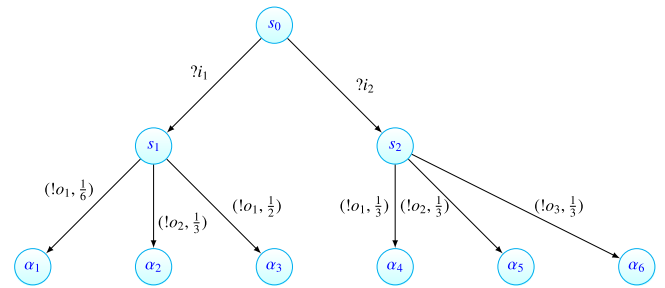 s₀
?i₁
?i₂
s₁
s₂
(!o₁, 1/6)
(!o₂, 1/3)
(!o₁, 1/2)
(!o₁, 1/3)
(!o₂, 1/3)
(!o₃, 1/3)
α₁
α₂
α₃
α₄
α₅
α₆